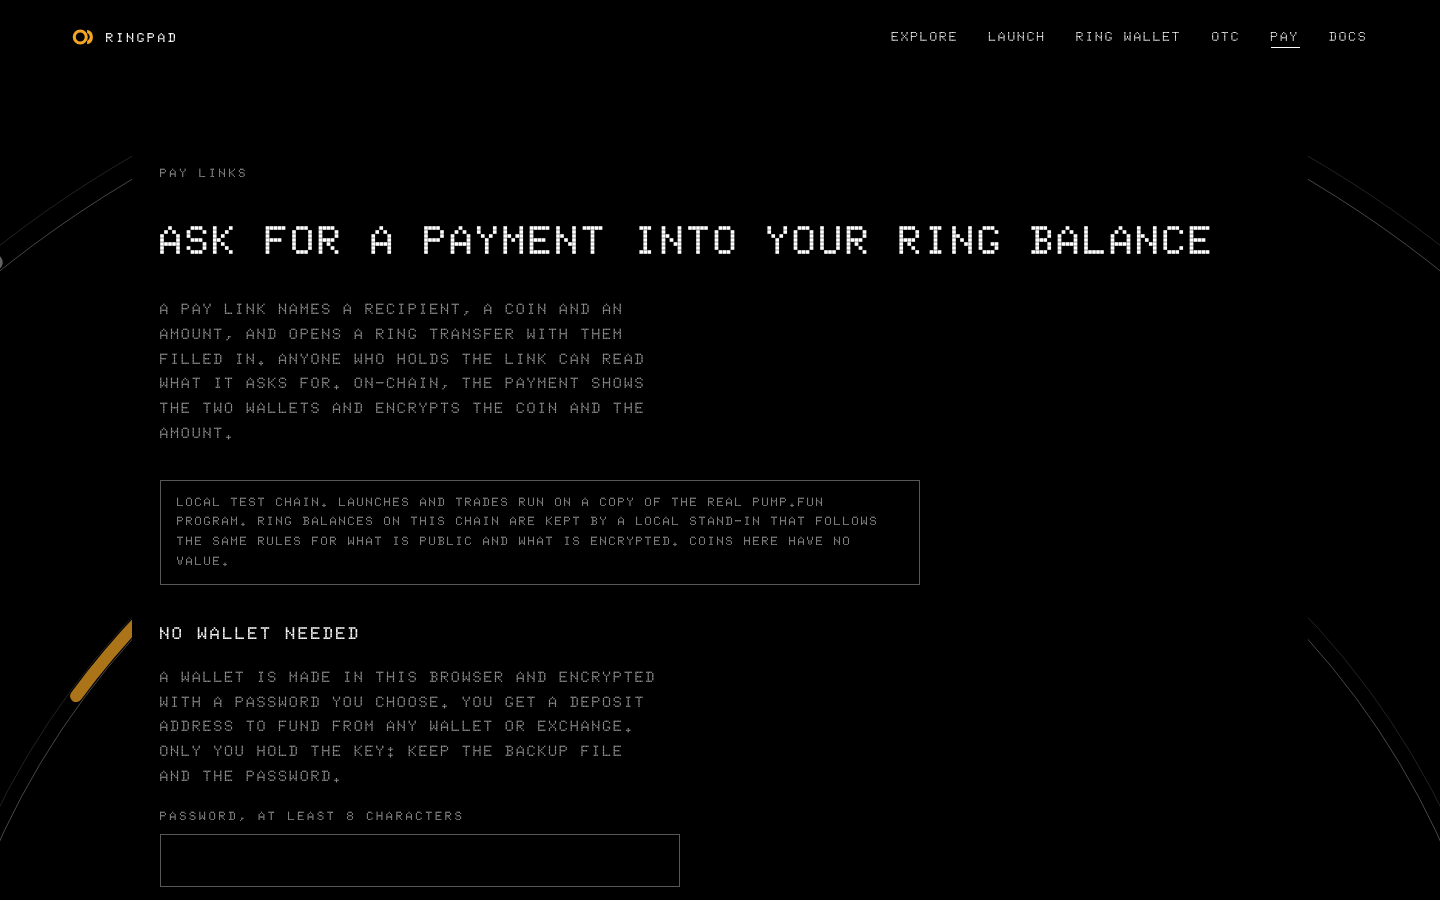 RINGPAD
EXPLORE LAUNCH RING WALLET OTC PAY DOCS
PAY LINKS
ASK FOR A PAYMENT INTO YOUR RING BALANCE
A PAY LINK NAMES A RECIPIENT, A COIN AND AN
AMOUNT, AND OPENS A RING TRANSFER WITH THEM
FILLED IN. ANYONE WHO HOLDS THE LINK CAN READ
WHAT IT ASKS FOR. ON-CHAIN, THE PAYMENT SHOWS
THE TWO WALLETS AND ENCRYPTS THE COIN AND THE
AMOUNT.
LOCAL TEST CHAIN. LAUNCHES AND TRADES RUN ON A COPY OF THE REAL PUMP.FUN
PROGRAM. RING BALANCES ON THIS CHAIN ARE KEPT BY A LOCAL STAND-IN THAT FOLLOWS
THE SAME RULES FOR WHAT IS PUBLIC AND WHAT IS ENCRYPTED. COINS HERE HAVE NO
VALUE.
NO WALLET NEEDED
A WALLET IS MADE IN THIS BROWSER AND ENCRYPTED
WITH A PASSWORD YOU CHOOSE. YOU GET A DEPOSIT
ADDRESS TO FUND FROM ANY WALLET OR EXCHANGE.
ONLY YOU HOLD THE KEY: KEEP THE BACKUP FILE
AND THE PASSWORD.
PASSWORD, AT LEAST 8 CHARACTERS